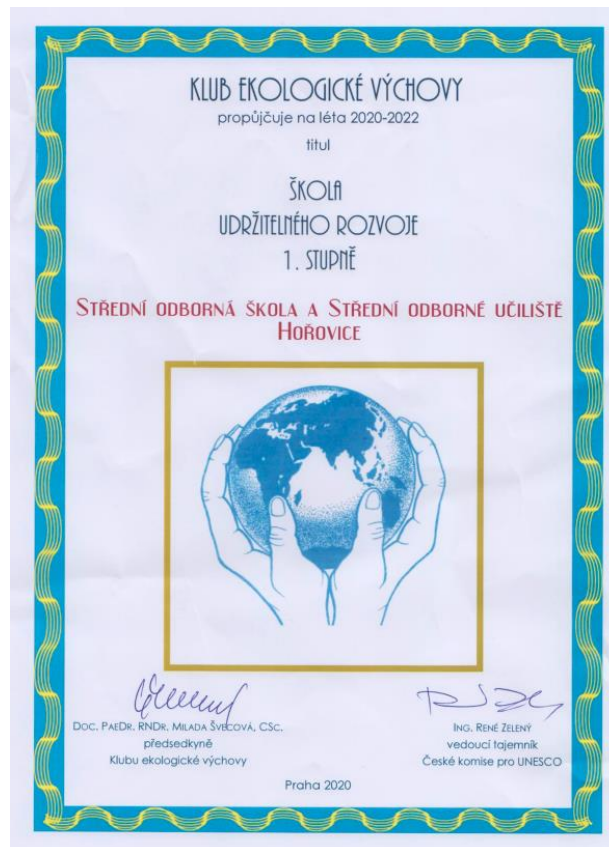 KLUB EKOLOGICKÉ VÝCHOVY
propůjčuje na léta 2020-2022
titul
ŠKOLA
UDRŽITELNÉHO ROZVOJE
1. STUPNĚ
STŘEDNÍ ODBORNÁ ŠKOLA A STŘEDNÍ ODBORNÉ UČILIŠTĚ
HOŘOVICE
DOC. PAEDR. RNDR. MILADA ŠVECOVÁ, CSC.
předsedkyně
Klubu ekologické výchovy
ING. RENÉ ZELENÝ
vedoucí tajemník
České komise pro UNESCO
Praha 2020